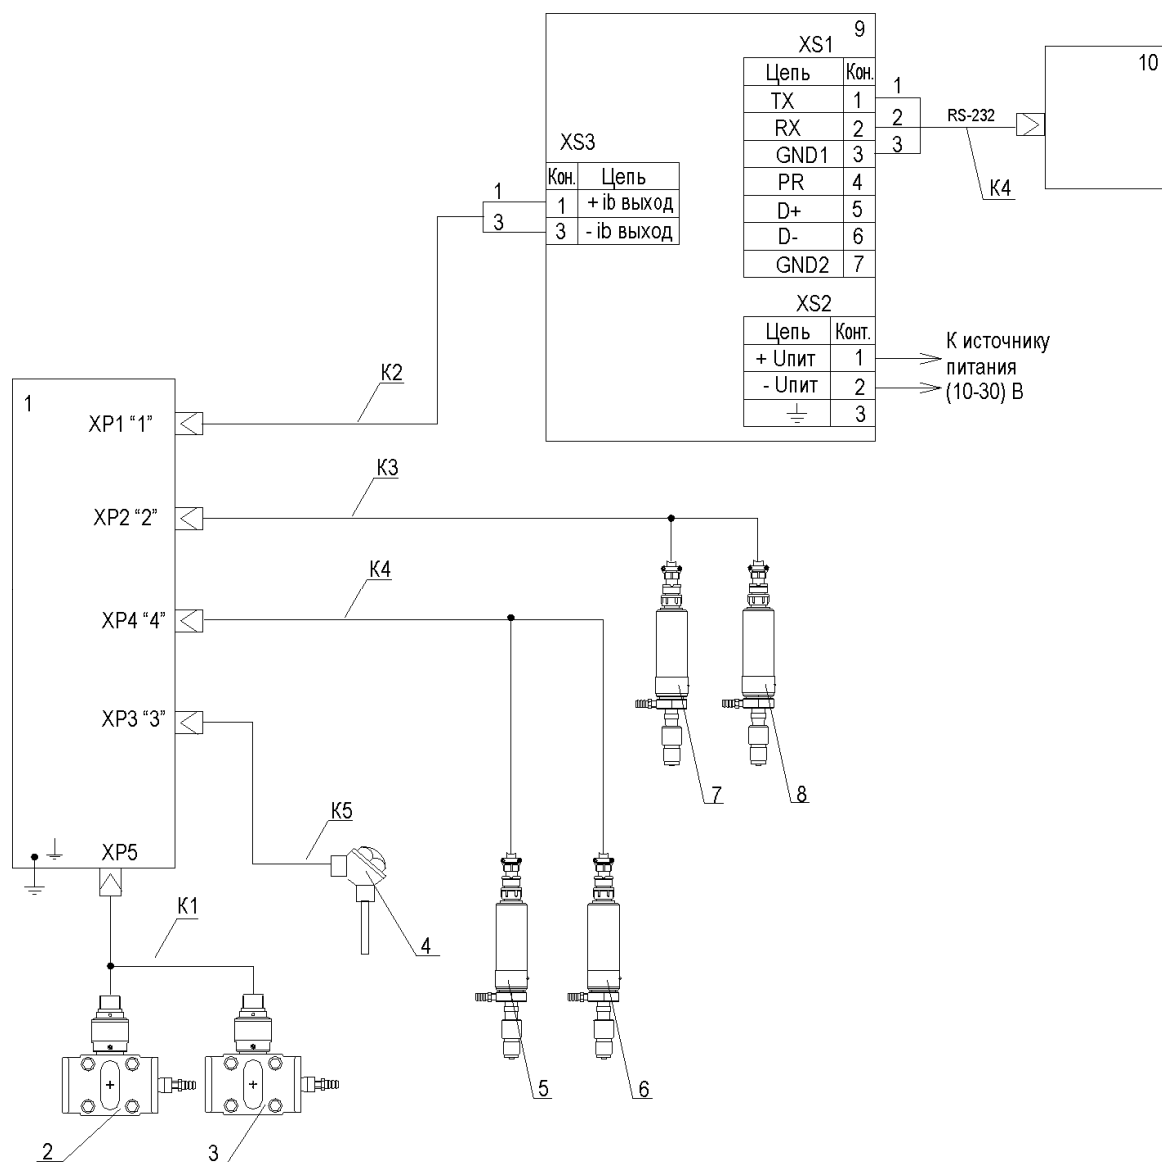 9
XS1
Цепь Кон.
TX 1
RX 2
GND1 3
PR 4
D+ 5
D- 6
GND2 7
1
2
3
RS-232
10
К4
XS3
Кон. Цепь
1 + ib выход
3 - ib выход
1
3
XS2
Цепь Конт.
+ Uпит 1
- Uпит 2
3
К источнику
питания
(10-30) В
К2
1
XP1 “1”
К3
XP2 “2”
К4
XP4 “4”
XP3 “3”
7
8
К5
XP5
4
К1
5
6
2
3